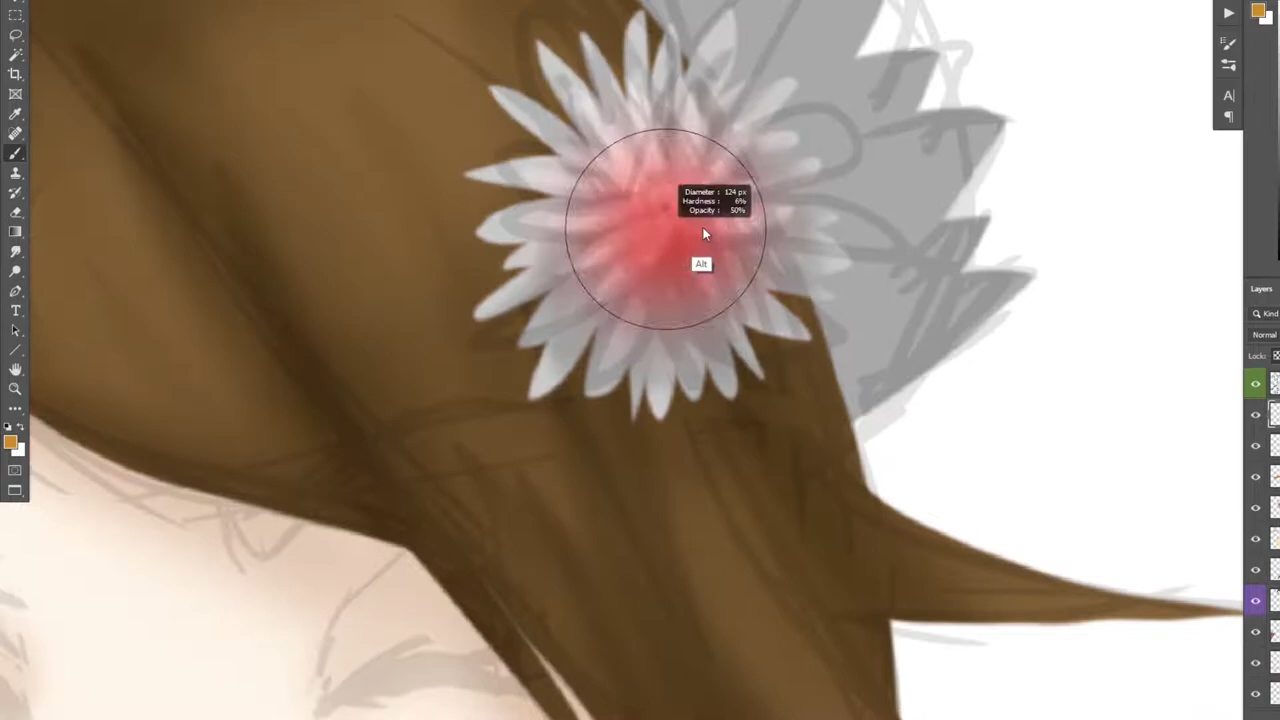 Diameter : 124 px
Hardness : 6%
Opacity : 50%
Alt
Layers
Kind
Normal
Lock: